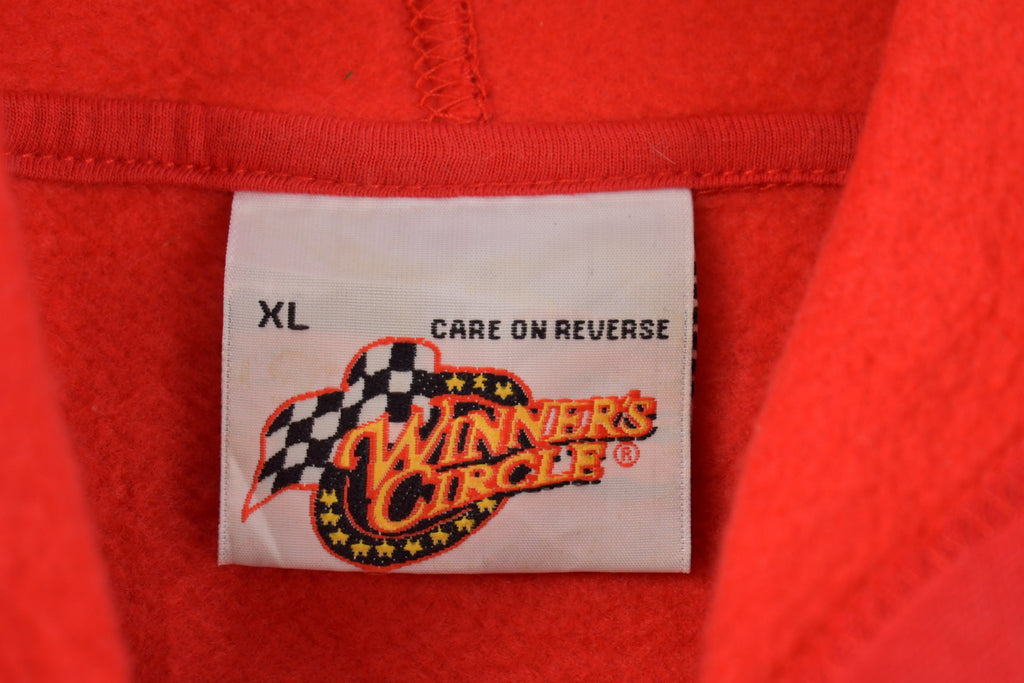 XL
CARE ON REVERSE
WINNER'S
CIRCLE ®